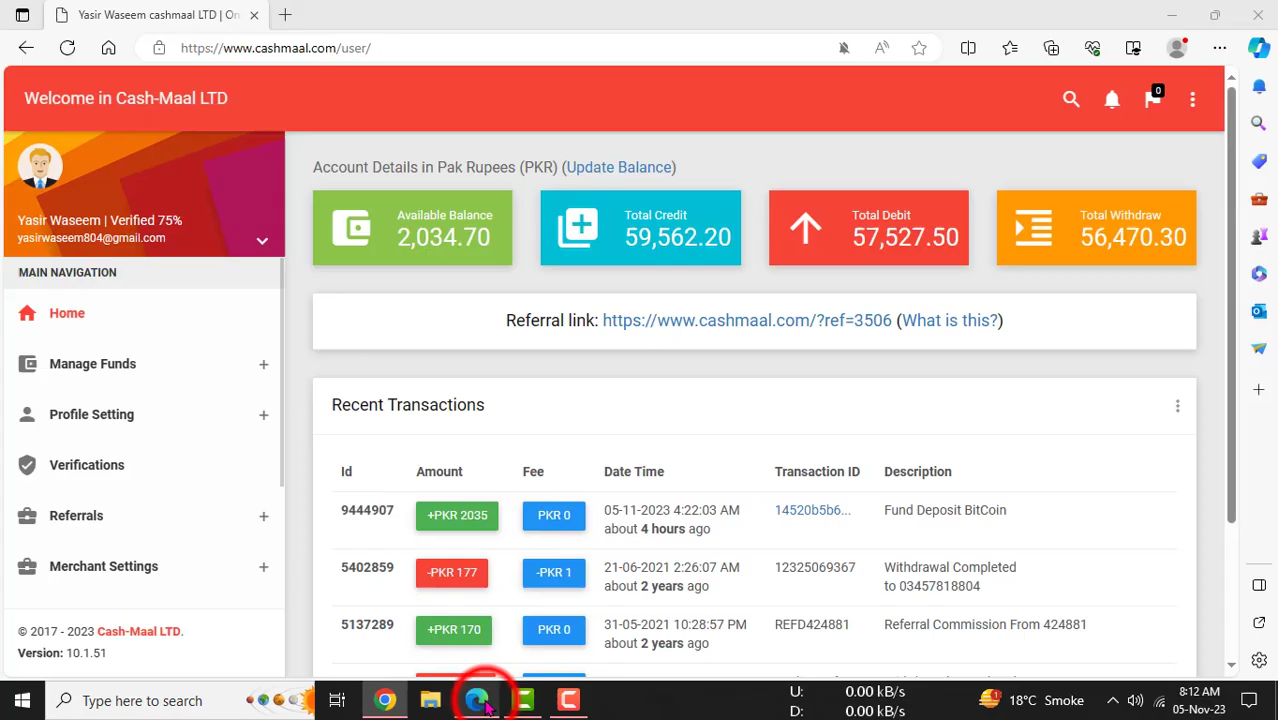 Yasir Waseem cashmaal LTD | On
https://www.cashmaal.com/user/
Welcome in Cash-Maal LTD
0
Yasir Waseem | Verified 75%
yasirwaseem804@gmail.com
MAIN NAVIGATION
Home
Manage Funds +
Profile Setting +
Verifications
Referrals +
Merchant Settings +
© 2017 - 2023 Cash-Maal LTD.
Version: 10.1.51
Account Details in Pak Rupees (PKR) (Update Balance)
Available Balance
2,034.70
Total Credit
59,562.20
Total Debit
57,527.50
Total Withdraw
56,470.30
Referral link: https://www.cashmaal.com/?ref=3506 (What is this?)
Recent Transactions
Id Amount Fee Date Time Transaction ID Description
9444907 +PKR 2035 PKR 0 05-11-2023 4:22:03 AM 14520b5b6... Fund Deposit BitCoin
about 4 hours ago
5402859 -PKR 177 -PKR 1 21-06-2021 2:26:07 AM 12325069367 Withdrawal Completed
about 2 years ago to 03457818804
5137289 +PKR 170 PKR 0 31-05-2021 10:28:57 PM REFD424881 Referral Commission From 424881
about 2 years ago
Type here to search
U: 0.00 kB/s
D: 0.00 kB/s
18°C Smoke
8:12 AM
05-Nov-23